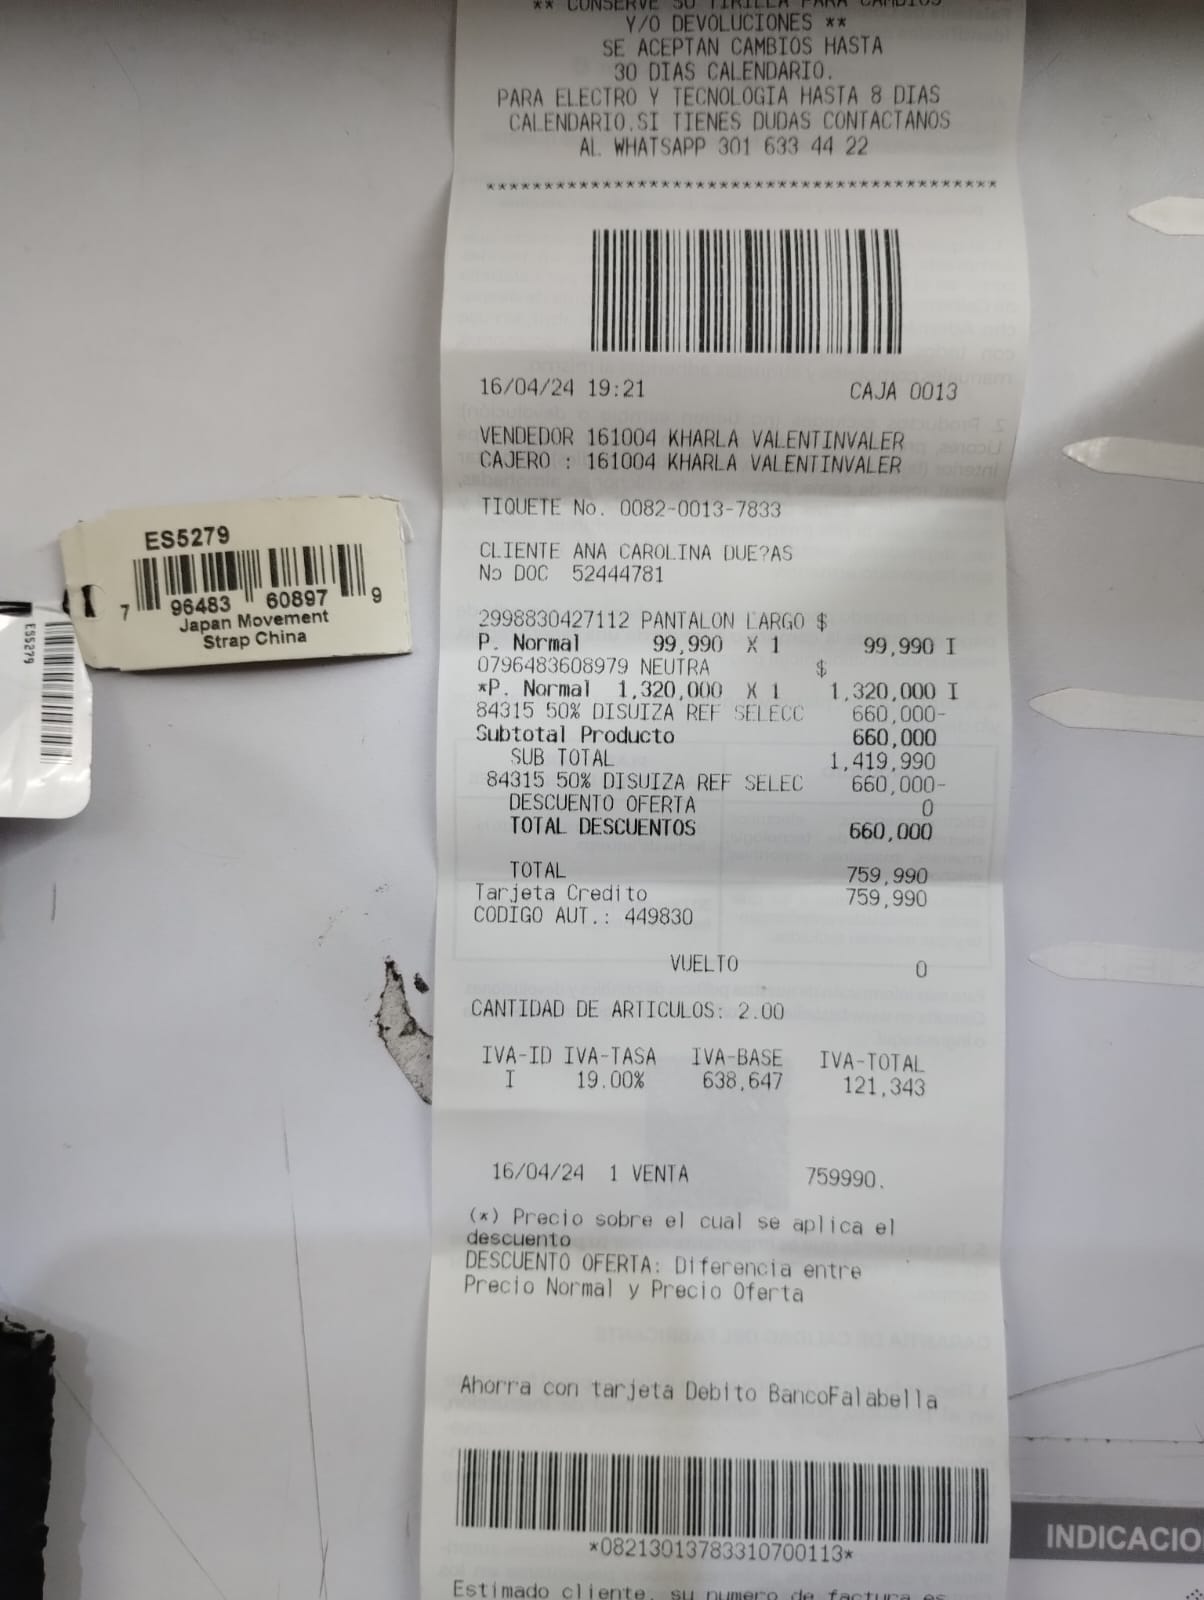 ** CONSERVE SU TIRILLA PARA CAMBIOS
Y/O DEVOLUCIONES **
SE ACEPTAN CAMBIOS HASTA
30 DIAS CALENDARIO.
PARA ELECTRO Y TECNOLOGIA HASTA 8 DIAS
CALENDARIO.SI TIENES DUDAS CONTACTANOS
AL WHATSAPP 301 633 44 22
********************************************
16/04/24 19:21 CAJA 0013
VENDEDOR 161004 KHARLA VALENTINVALER
CAJERO : 161004 KHARLA VALENTINVALER
TIQUETE No. 0082-0013-7833
CLIENTE ANA CAROLINA DUE?AS
No DOC 52444781
2998830427112 PANTALON LARGO $
P. Normal 99,990 X 1 99,990 I
0796483608979 NEUTRA $
*P. Normal 1,320,000 X 1 1,320,000 I
84315 50% DISUIZA REF SELECC 660,000-
Subtotal Producto 660,000
SUB TOTAL 1,419,990
84315 50% DISUIZA REF SELEC 660,000-
DESCUENTO OFERTA 0
TOTAL DESCUENTOS 660,000
TOTAL 759,990
Tarjeta Credito 759,990
CODIGO AUT.: 449830
VUELTO 0
CANTIDAD DE ARTICULOS: 2.00
IVA-ID IVA-TASA IVA-BASE IVA-TOTAL
I 19.00% 638,647 121,343
16/04/24 1 VENTA 759990.
(*) Precio sobre el cual se aplica el
descuento
DESCUENTO OFERTA: Diferencia entre
Precio Normal y Precio Oferta
Ahorra con tarjeta Debito BancoFalabella
*08213013783310700113*
Estimado cliente, su numero de factura es
ES5279
7 96483 60897 9
Japan Movement
Strap China
ES5279
INDICACIO